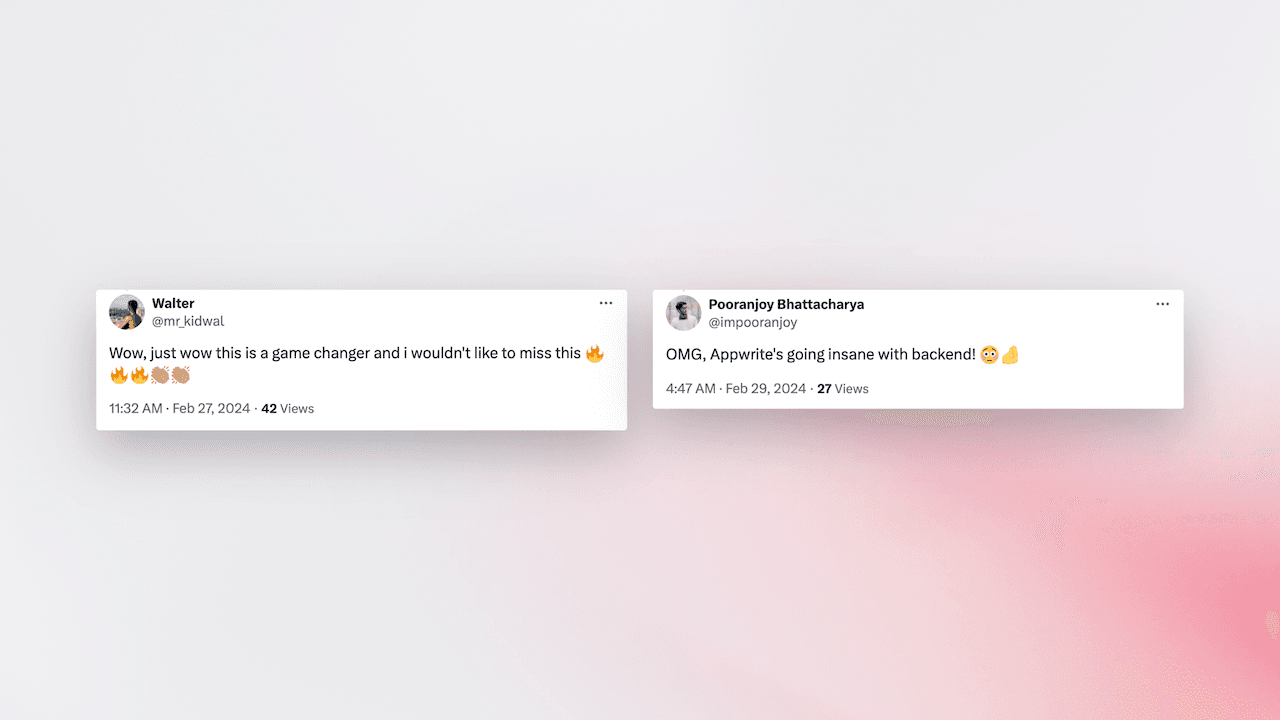 Walter
@mr_kidwal
Wow, just wow this is a game changer and i wouldn't like to miss this 🔥
🔥🔥👏🏽👏🏽
11:32 AM · Feb 27, 2024 · 42 Views
Pooranjoy Bhattacharya
@impooranjoy
OMG, Appwrite's going insane with backend! 😳🫸
4:47 AM · Feb 29, 2024 · 27 Views